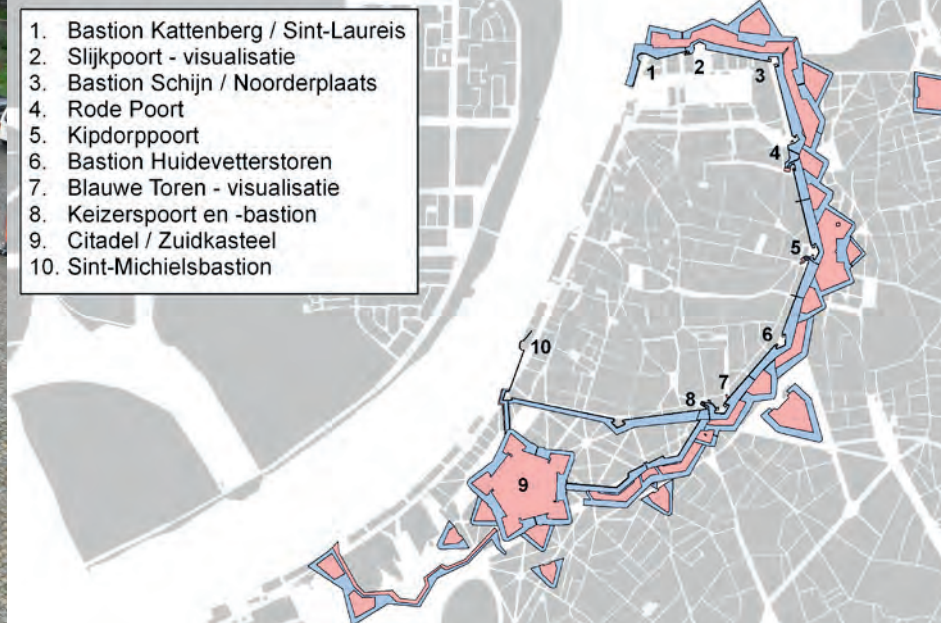 1. Bastion Kattenberg / Sint-Laureis
2. Slijkpoort - visualisatie
3. Bastion Schijn / Noorderplaats
4. Rode Poort
5. Kipdorppoort
6. Bastion Huidevetterstoren
7. Blauwe Toren - visualisatie
8. Keizerspoort en -bastion
9. Citadel / Zuidkasteel
10. Sint-Michielsbastion
1
2
3
4
5
6
10
7
8
9